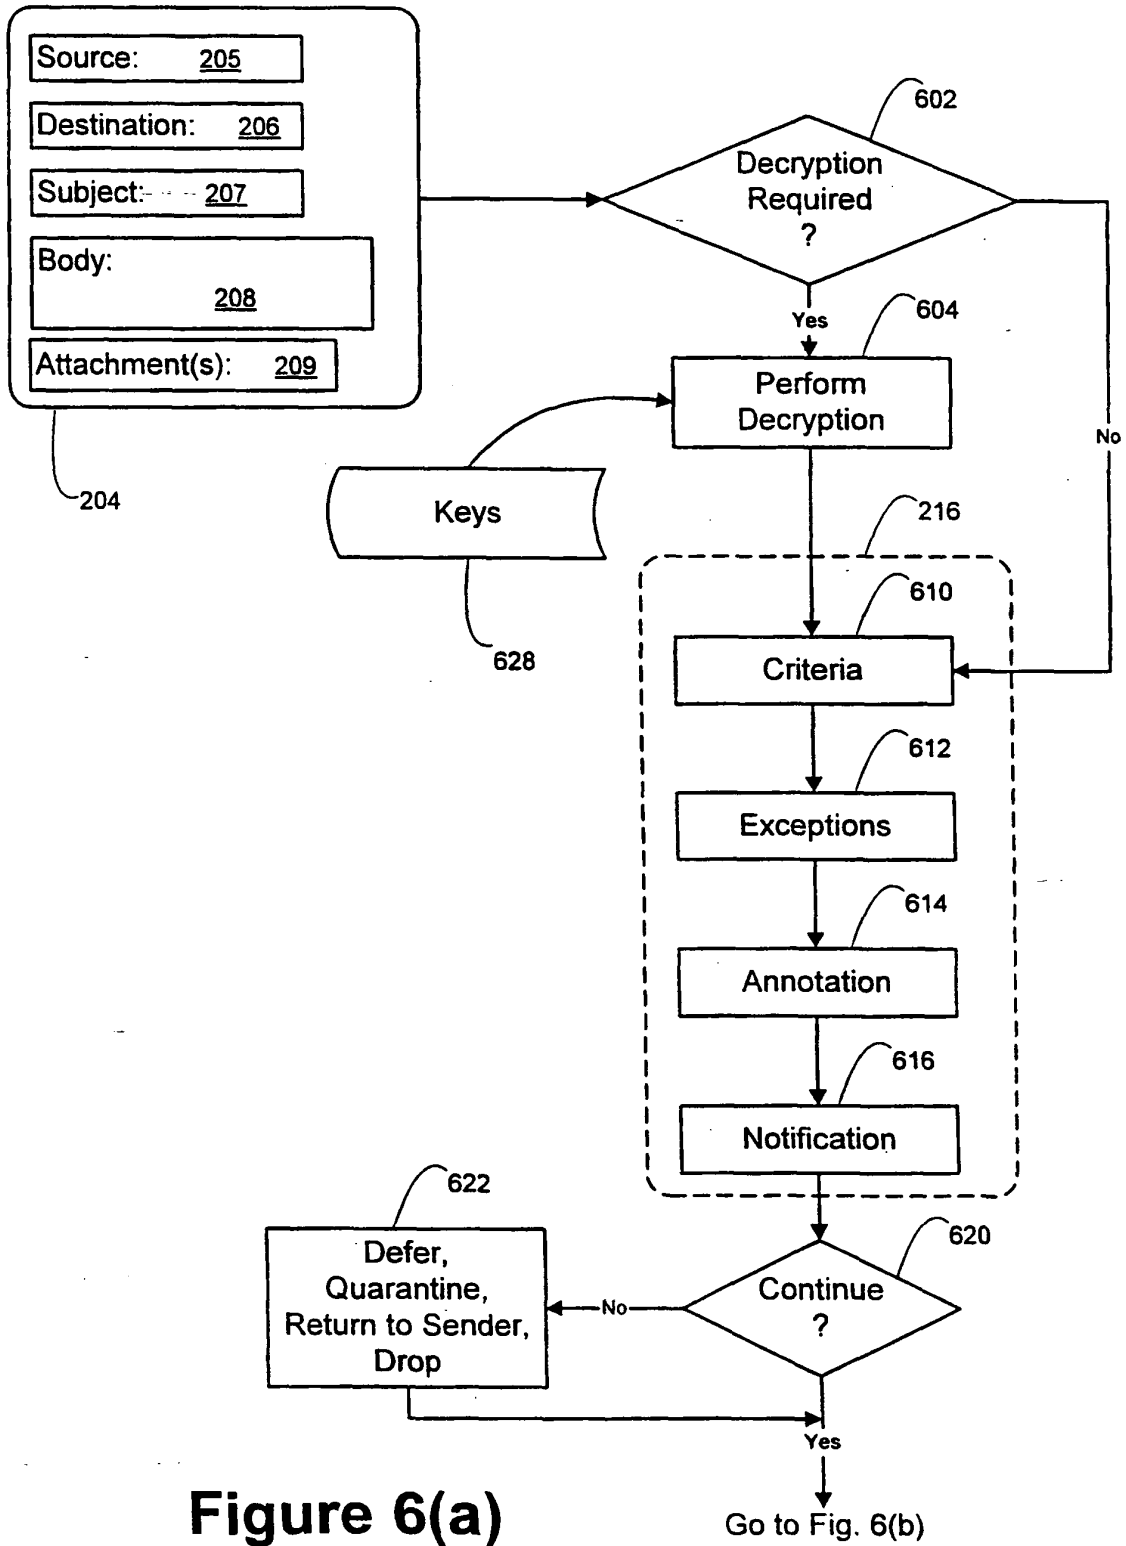 Source: 205
Destination: 206
Subject: 207
Body:
208
Attachment(s): 209
204
602
Decryption
Required
?
Yes
No
604
Perform
Decryption
Keys
628
216
610
Criteria
612
Exceptions
614
Annotation
616
Notification
620
Continue
?
No
622
Defer,
Quarantine,
Return to Sender,
Drop
Yes
Go to Fig. 6(b)
Figure 6(a)